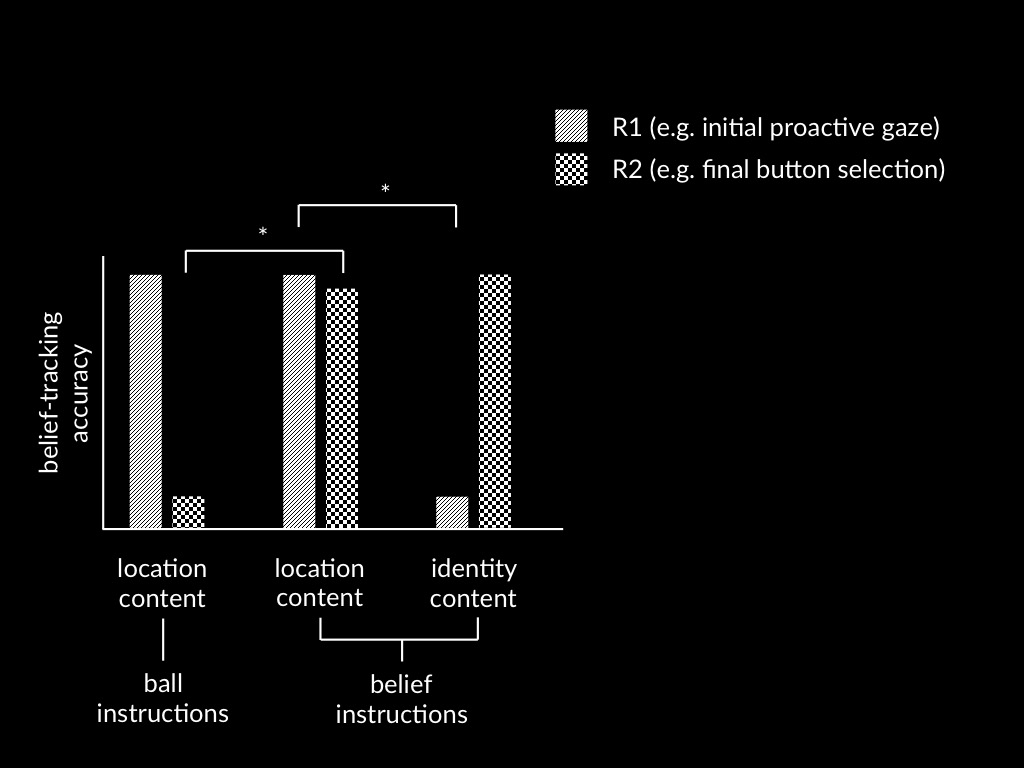 R1 (e.g. initial proactive gaze)
R2 (e.g. final button selection)
*
*
belief-tracking
accuracy
location
content
location
content
identity
content
ball
instructions
belief
instructions